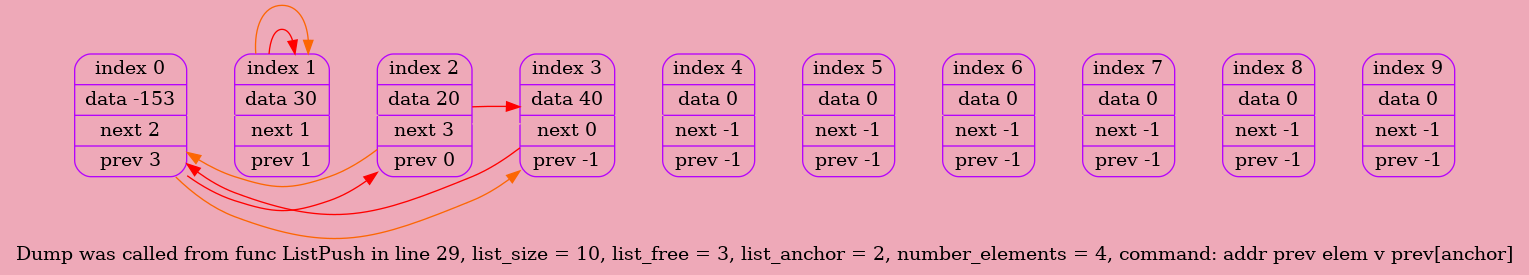 index 0
data -153
next 2
prev 3
index 1
data 30
next 1
prev 1
index 2
data 20
next 3
prev 0
index 3
data 40
next 0
prev -1
index 4
data 0
next -1
prev -1
index 5
data 0
next -1
prev -1
index 6
data 0
next -1
prev -1
index 7
data 0
next -1
prev -1
index 8
data 0
next -1
prev -1
index 9
data 0
next -1
prev -1
Dump was called from func ListPush in line 29, list_size = 10, list_free = 3, list_anchor = 2, number_elements = 4, command: addr prev elem v prev[anchor]